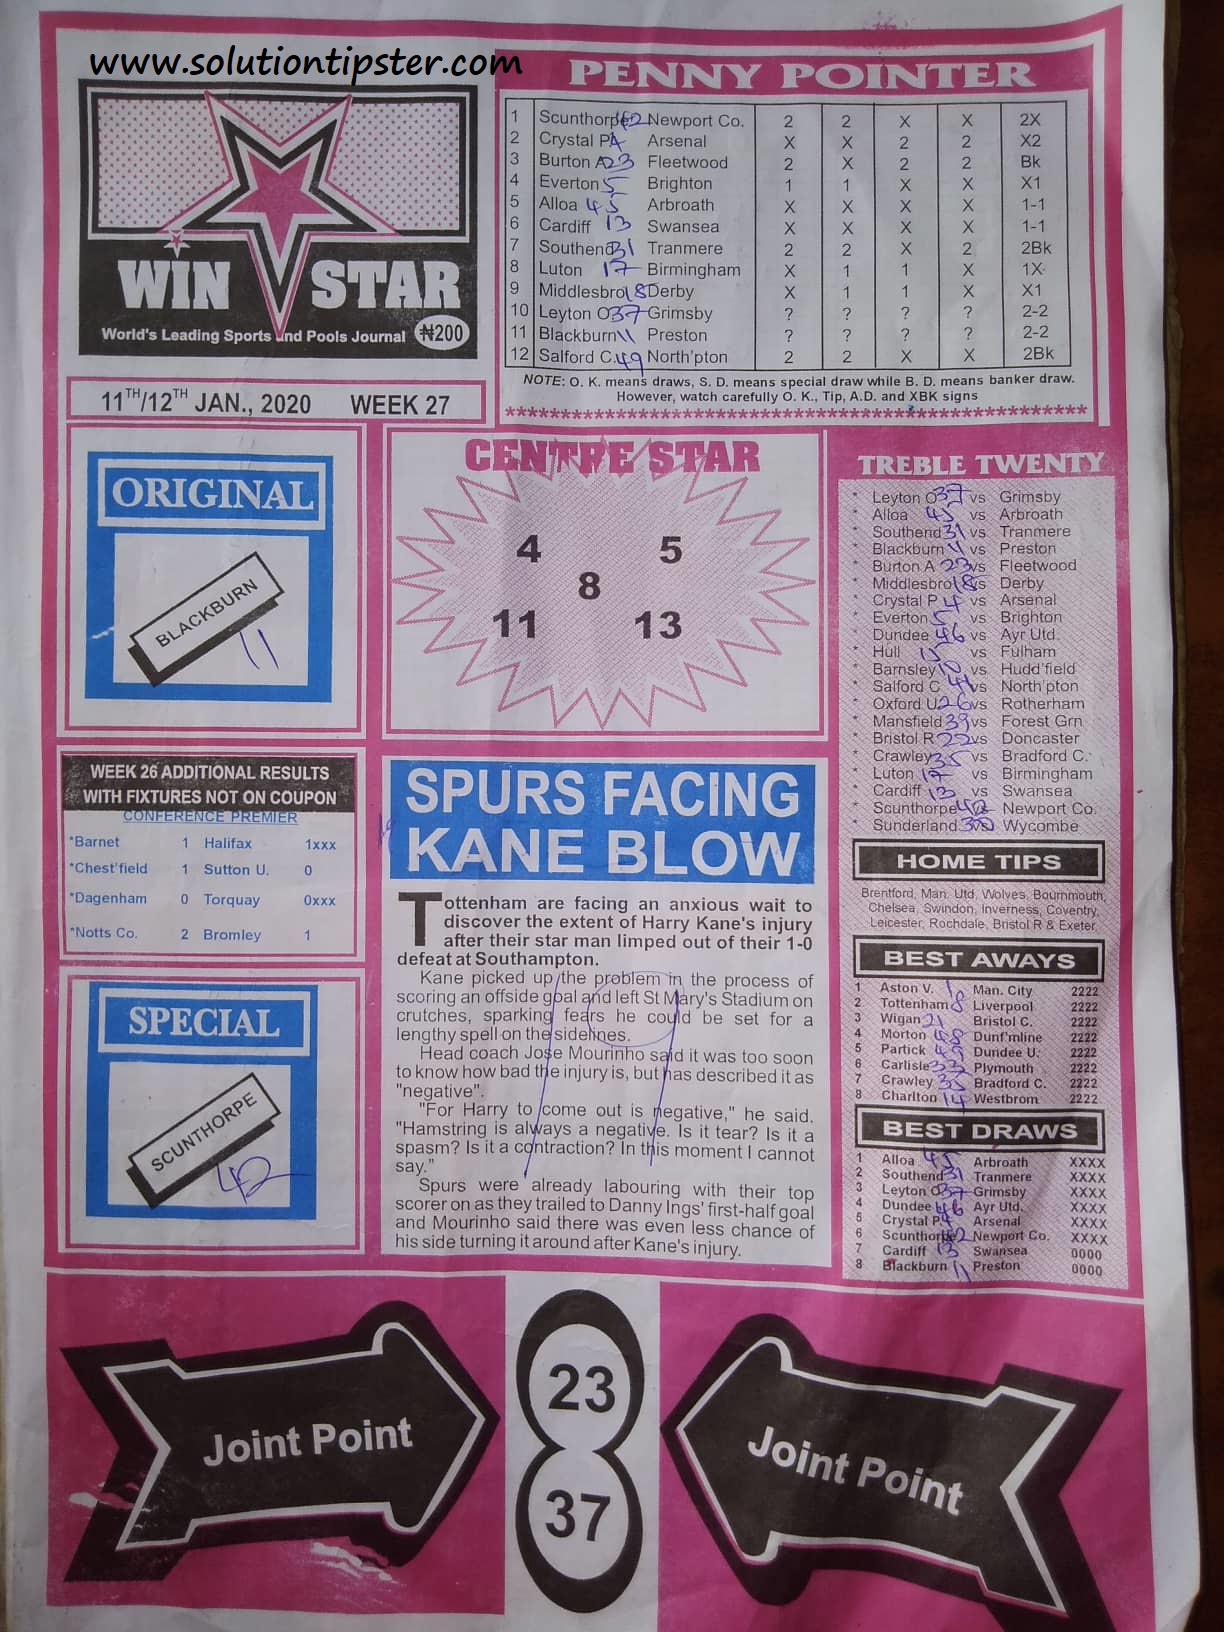 www.solutiontipster.com
WIN STAR
World's Leading Sports and Pools Journal ₦200
11TH/12TH JAN., 2020 WEEK 27
PENNY POINTER
1 Scunthorpe 42 Newport Co. 2 2 X X 2X
2 Crystal P 4 Arsenal X X 2 2 X2
3 Burton A 23 Fleetwood 2 X 2 2 Bk
4 Everton 5 Brighton 1 1 X X X1
5 Alloa 45 Arbroath X X X X 1-1
6 Cardiff 13 Swansea X X X X 1-1
7 Southend 31 Tranmere 2 2 X 2 2Bk
8 Luton 17 Birmingham X 1 1 X 1X
9 Middlesbro 18 Derby X 1 1 X X1
10 Leyton O 37 Grimsby ? ? ? ? 2-2
11 Blackburn 11 Preston ? ? ? ? 2-2
12 Salford C. 49 North'pton 2 2 X X 2Bk
NOTE: O. K. means draws, S. D. means special draw while B. D. means banker draw.
However, watch carefully O. K., Tip, A.D. and XBK signs
ORIGINAL
BLACKBURN
11
CENTRE STAR
4 5
8
11 13
TREBLE TWENTY
* Leyton O 37 vs Grimsby
* Alloa 45 vs Arbroath
* Southend 31 vs Tranmere
* Blackburn 11 vs Preston
* Burton A 23 vs Fleetwood
* Middlesbro 18 vs Derby
* Crystal P 4 vs Arsenal
* Everton 5 vs Brighton
* Dundee 46 vs Ayr Utd.
* Hull vs Fulham
* Barnsley vs Hudd'field
* Salford C vs North'pton
* Oxford U 26 vs Rotherham
* Mansfield 39 vs Forest Grn
* Bristol R 22 vs Doncaster
* Crawley 35 vs Bradford C.
* Luton 17 vs Birmingham
* Cardiff 13 vs Swansea
* Scunthorpe 42 Newport Co.
* Sunderland vs Wycombe
HOME TIPS
Brentford, Man. Utd, Wolves, Bournmouth,
Chelsea, Swindon, Inverness, Coventry,
Leicester, Rochdale, Bristol R & Exeter,
BEST AWAYS
1 Aston V. 1 Man. City 2222
2 Tottenham 8 Liverpool 2222
3 Wigan 21 Bristol C. 2222
4 Morton 48 Dunf'mline 2222
5 Partick Dundee U. 2222
6 Carlisle 33 Plymouth 2222
7 Crawley 35 Bradford C. 2222
8 Charlton 14 Westbrom 2222
BEST DRAWS
1 Alloa 45 Arbroath XXXX
2 Southend 31 Tranmere XXXX
3 Leyton O 37 Grimsby XXXX
4 Dundee 46 Ayr Utd. XXXX
5 Crystal P 4 Arsenal XXXX
6 Scunthorpe 42 Newport Co. XXXX
7 Cardiff 13 Swansea 0000
8 Blackburn 11 Preston 0000
WEEK 26 ADDITIONAL RESULTS
WITH FIXTURES NOT ON COUPON
CONFERENCE PREMIER
*Barnet 1 Halifax 1xxx
*Chest'field 1 Sutton U. 0
*Dagenham 0 Torquay 0xxx
*Notts Co. 2 Bromley 1
SPECIAL
SCUNTHORPE
42
SPURS FACING
KANE BLOW
Tottenham are facing an anxious wait to
discover the extent of Harry Kane's injury
after their star man limped out of their 1-0
defeat at Southampton.
Kane picked up the problem in the process of
scoring an offside goal and left St Mary's Stadium on
crutches, sparking fears he could be set for a
lengthy spell on the sidelines.
Head coach Jose Mourinho said it was too soon
to know how bad the injury is, but has described it as
"negative".
"For Harry to come out is negative," he said.
"Hamstring is always a negative. Is it tear? Is it a
spasm? Is it a contraction? In this moment I cannot
say."
Spurs were already labouring with their top
scorer on as they trailed to Danny Ings' first-half goal
and Mourinho said there was even less chance of
his side turning it around after Kane's injury.
19
Joint Point
23
37
Joint Point